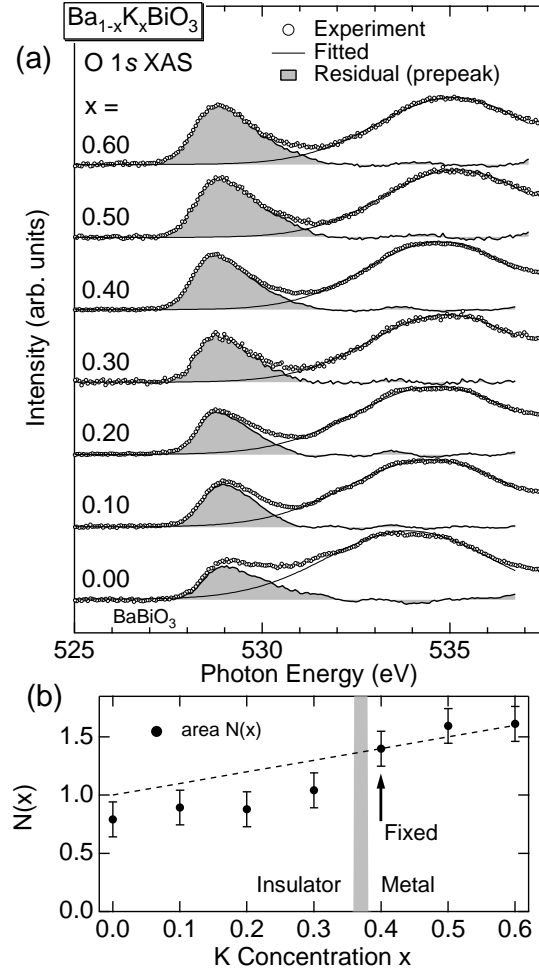 Ba1-xKxBiO3
(a)
O 1s XAS
Experiment
Fitted
Residual (prepeak)
x =
0.60
0.50
0.40
0.30
0.20
0.10
0.00
BaBiO3
Intensity (arb. units)
525
530
535
Photon Energy (eV)
(b)
area N(x)
N(x)
1.5
1.0
0.5
0.0
Fixed
Insulator
Metal
0.0
0.1
0.2
0.3
0.4
0.5
0.6
K Concentration x